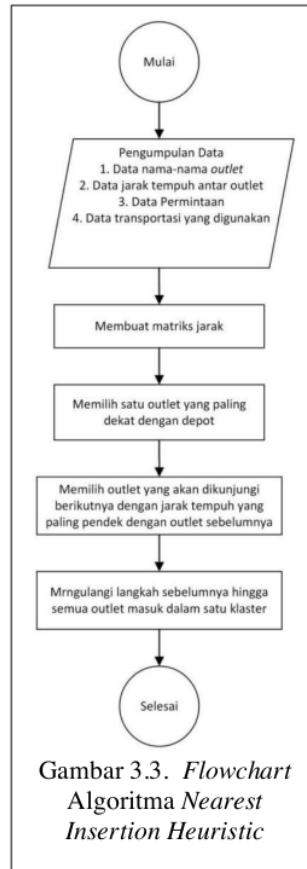 Mulai
Pengumpulan Data
1. Data nama-nama outlet
2. Data jarak tempuh antar outlet
3. Data Permintaan
4. Data transportasi yang digunakan
Membuat matriks jarak
Memilih satu outlet yang paling
dekat dengan depot
Memilih outlet yang akan dikunjungi
berikutnya dengan jarak tempuh yang
paling pendek dengan outlet sebelumnya
Mrngulangi langkah sebelumnya hingga
semua outlet masuk dalam satu klaster
Selesai
Gambar 3.3. Flowchart
Algoritma Nearest
Insertion Heuristic